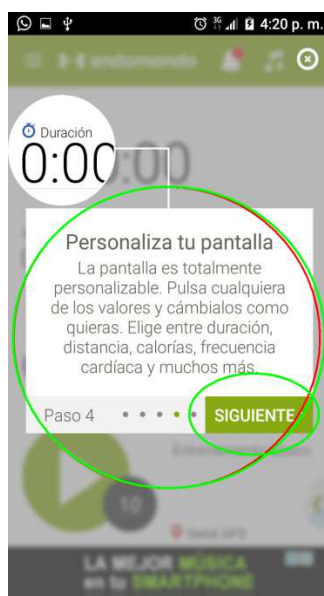 3G 4:20 p. m.
endomondo
Duración
0:00:00
Personaliza tu pantalla
La pantalla es totalmente
personalizable. Pulsa cualquiera
de los valores y cámbialos como
quieras. Elige entre duración,
distancia, calorías, frecuencia
cardíaca y muchos más.
Paso 4 SIGUIENTE
10
Señal GPS
LA MEJOR MÚSICA
en tu SMARTPHONE